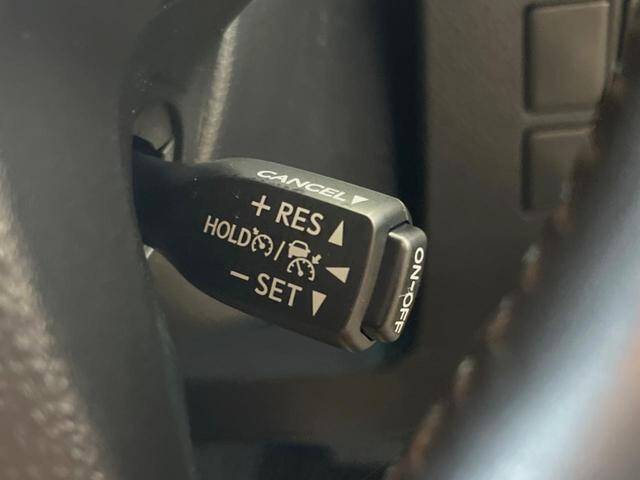 CANCEL▼
+ RES ▲
HOLD / ◀
− SET ▼
ON-OFF